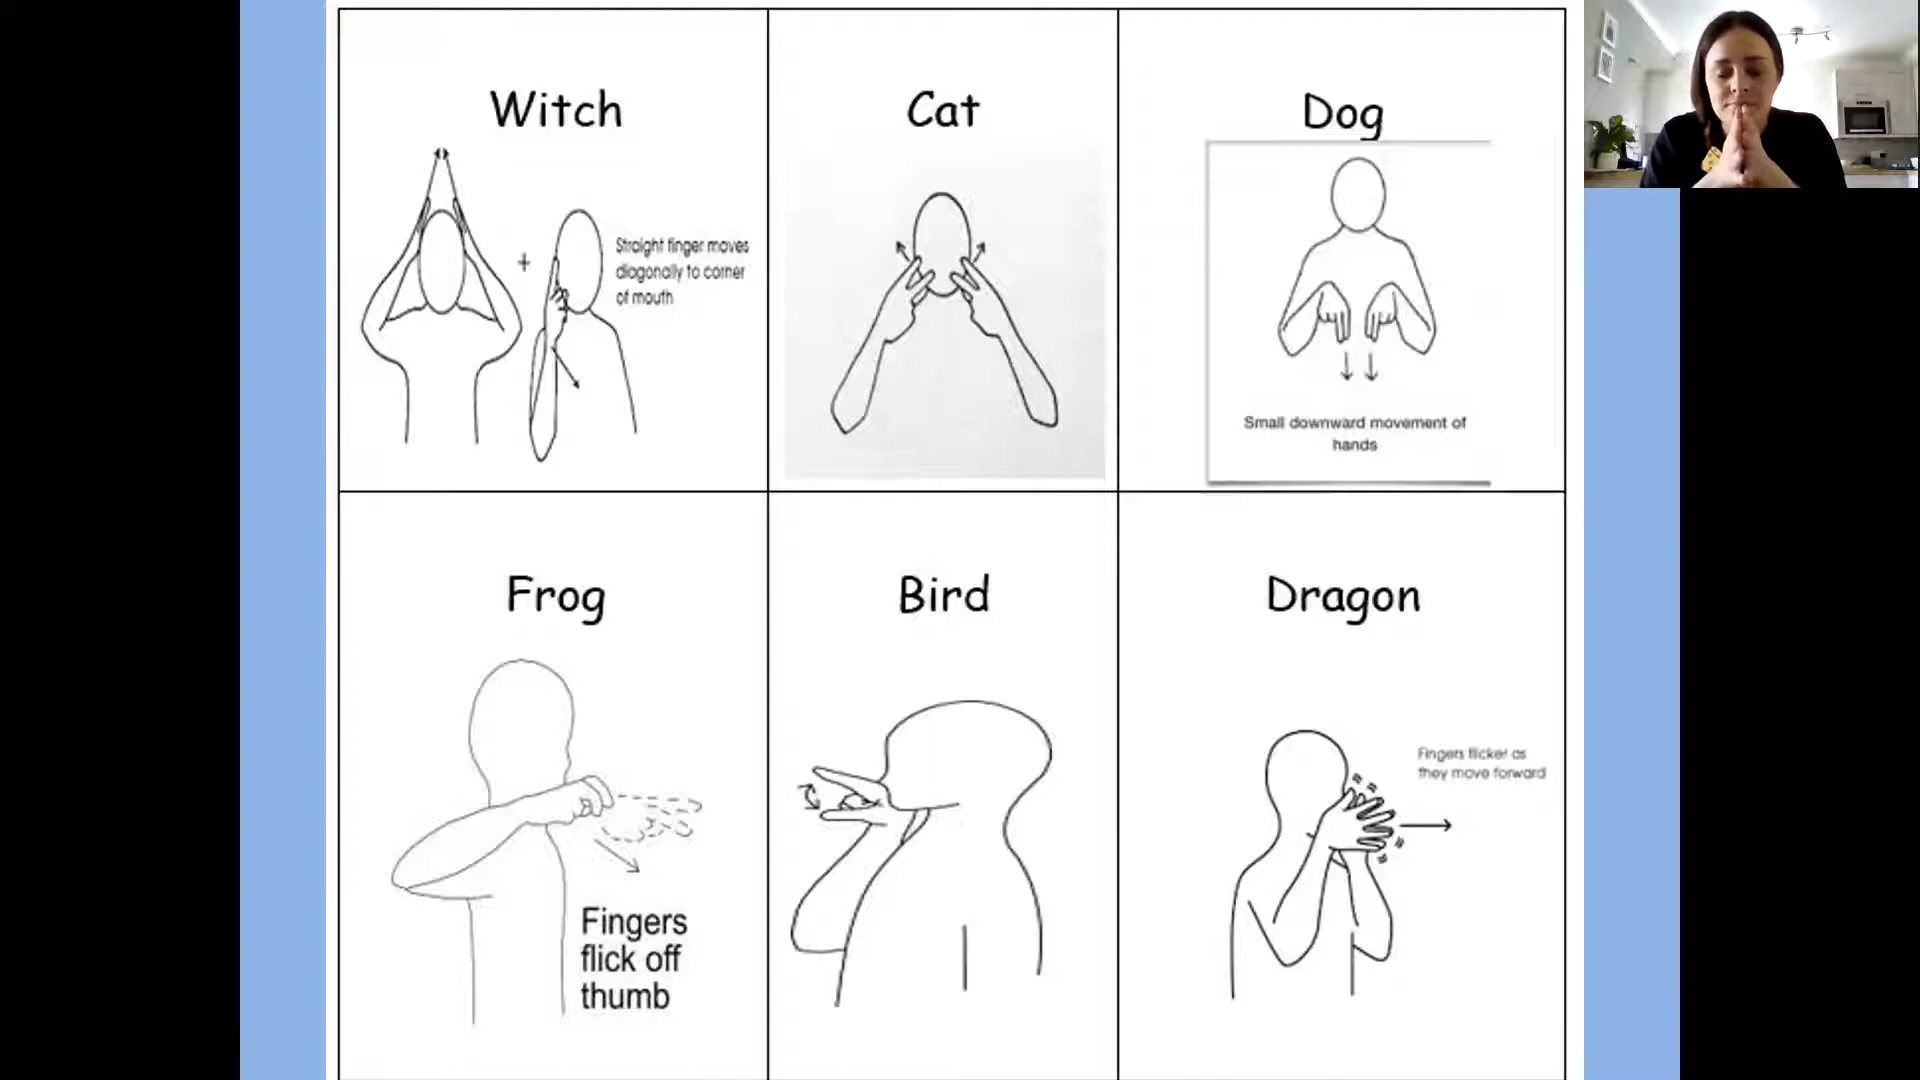 Witch
Cat
Dog
Straight finger moves
diagonally to corner
of mouth
Small downward movement of
hands
Frog
Bird
Dragon
Fingers flicker as
they move forward
Fingers
flick off
thumb